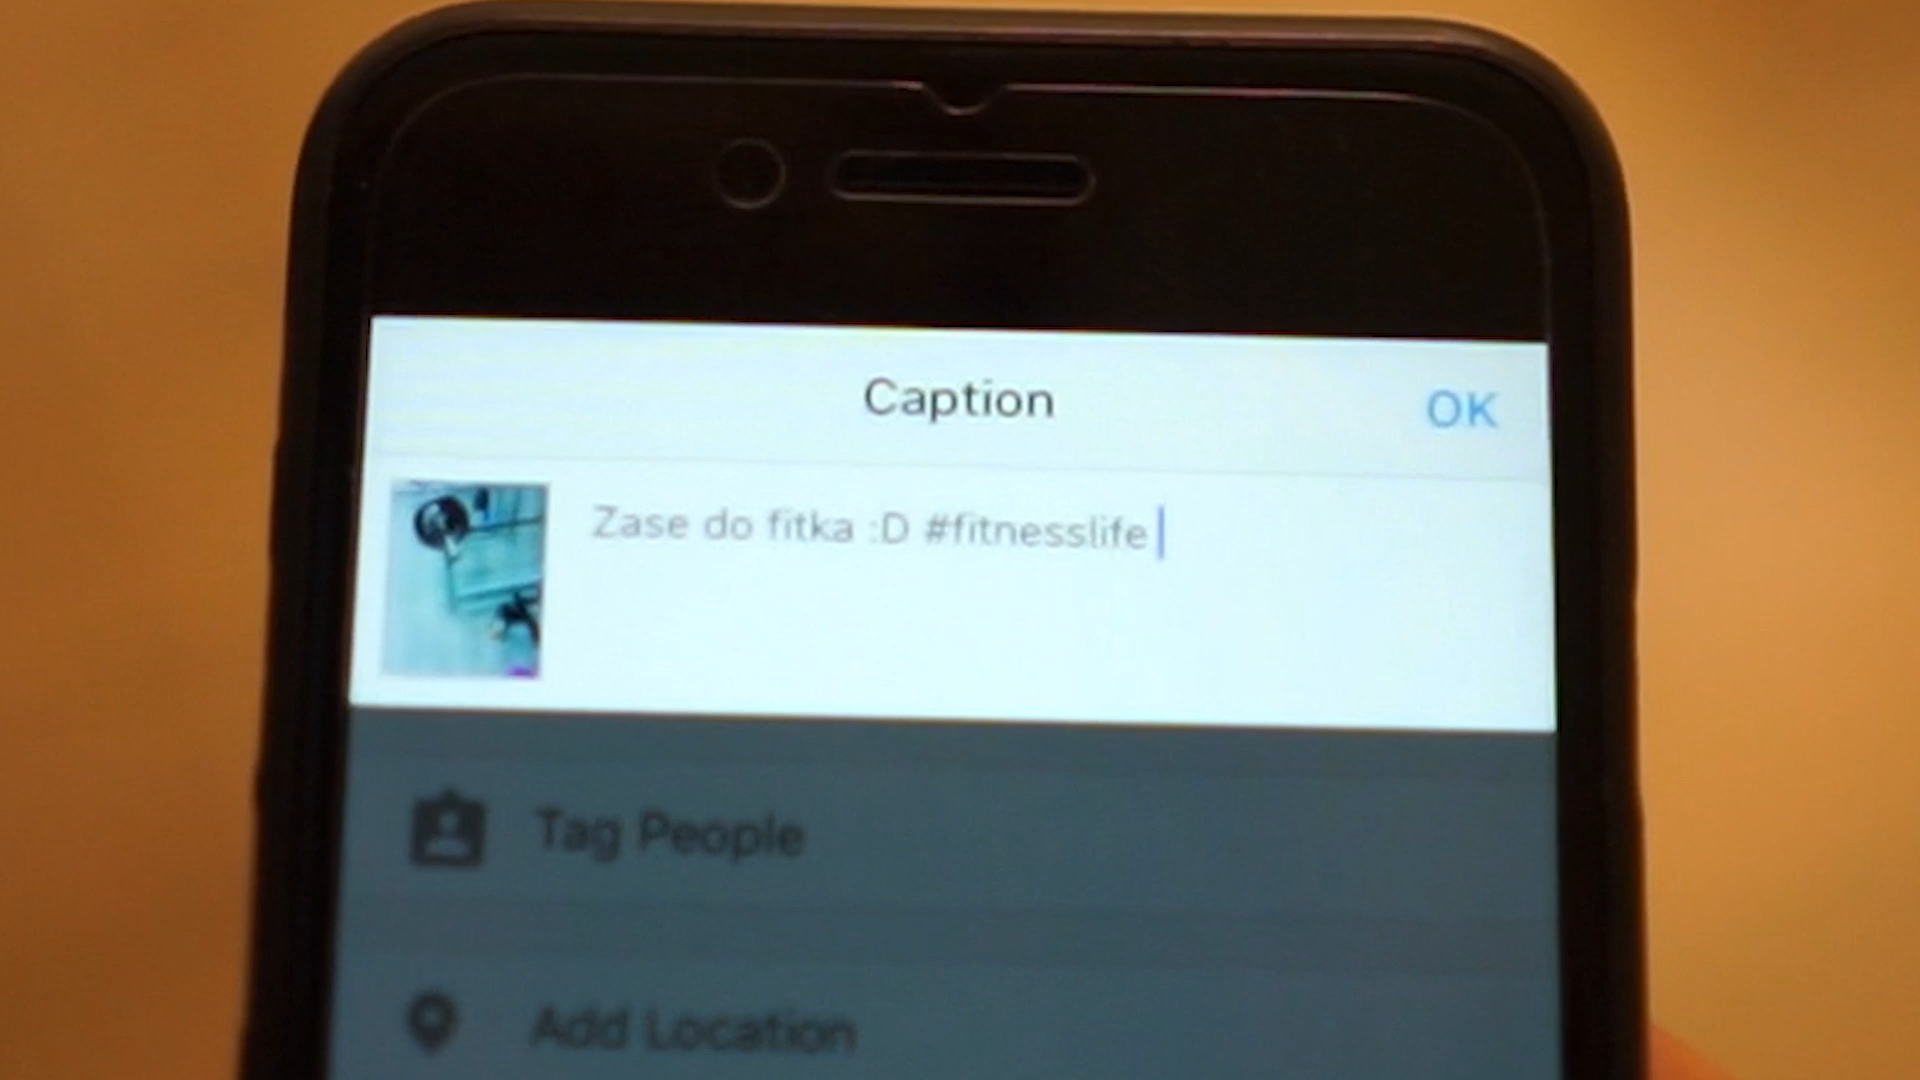 Caption
OK
Zase do fitka :D #fitnesslife
Tag People
Add Location